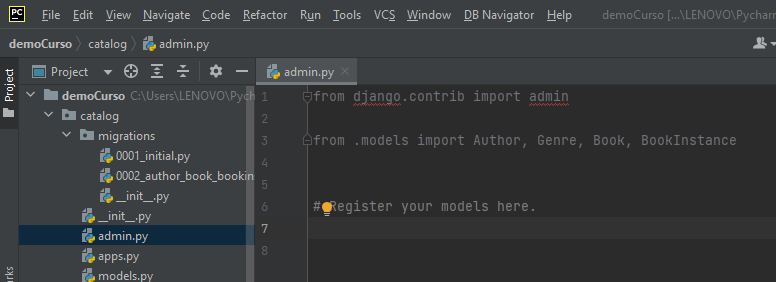 PC File Edit View Navigate Code Refactor Run Tools VCS Window DB Navigator Help demoCurso [...\LENOVO\Pycharm
demoCurso catalog admin.py
Project
Project
admin.py
demoCurso C:\Users\LENOVO\Pych
catalog
migrations
0001_initial.py
0002_author_book_bookin
__init__.py
__init__.py
admin.py
apps.py
models.py
1 from django.contrib import admin
2
3 from .models import Author, Genre, Book, BookInstance
4
5
6 # Register your models here.
7
8